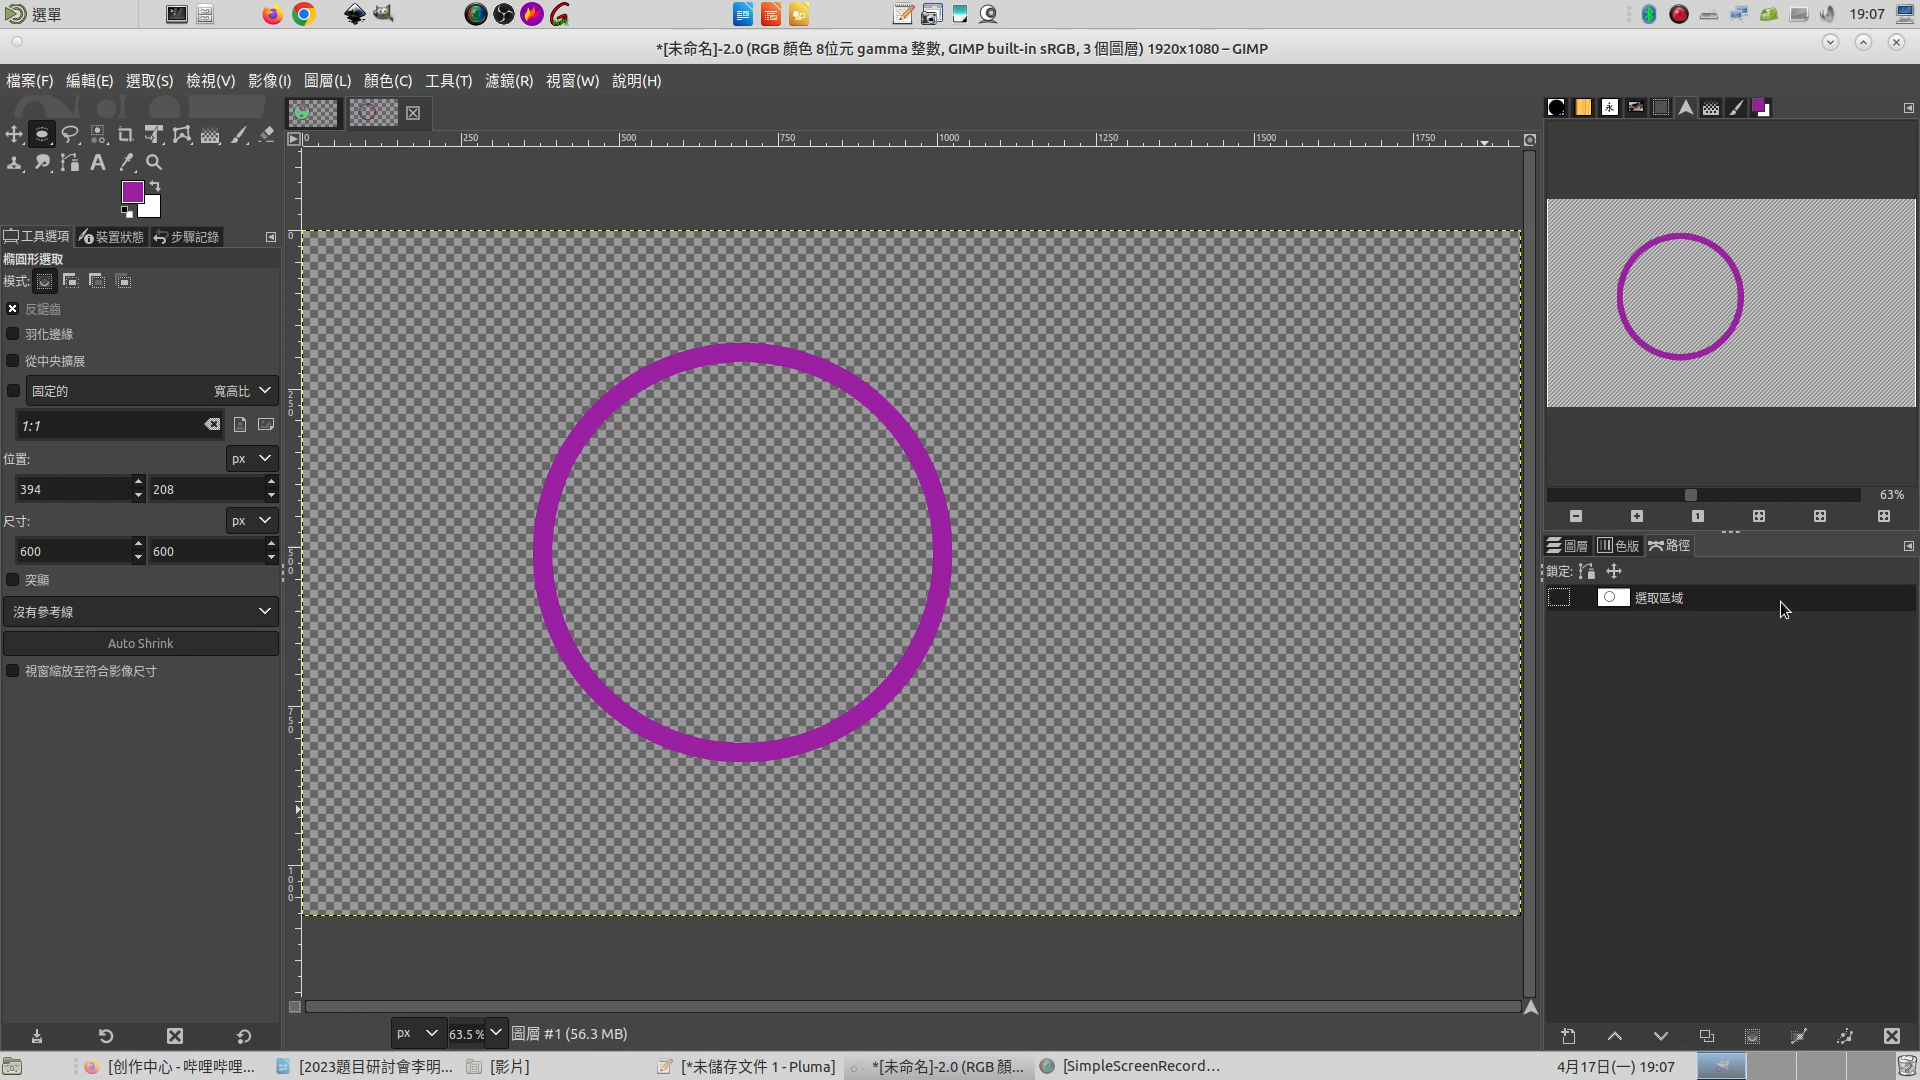 選單
19:07
*[未命名]-2.0 (RGB 顏色 8位元 gamma 整數, GIMP built-in sRGB, 3 個圖層) 1920x1080 – GIMP
檔案(F) 編輯(E) 選取(S) 檢視(V) 影像(I) 圖層(L) 顏色(C) 工具(T) 濾鏡(R) 視窗(W) 說明(H)
0 250 500 750 1000 1250 1500 1750
工具選項 裝置狀態 步驟記錄
橢圓形選取
模式:
反鋸齒
羽化邊緣
從中央擴展
固定的 寬高比
1:1
位置: px
394 208
尺寸: px
600 600
突顯
沒有參考線
Auto Shrink
視窗縮放至符合影像尺寸
0
250
500
750
1000
63%
圖層 色版 路徑
鎖定:
選取區域
px 63.5 % 圖層 #1 (56.3 MB)
[创作中心 - 哔哩哔哩... [2023題目研討會李明... [影片] [*未儲存文件 1 - Pluma] *[未命名]-2.0 (RGB 顏... [SimpleScreenRecord... 4月17日(一) 19:07